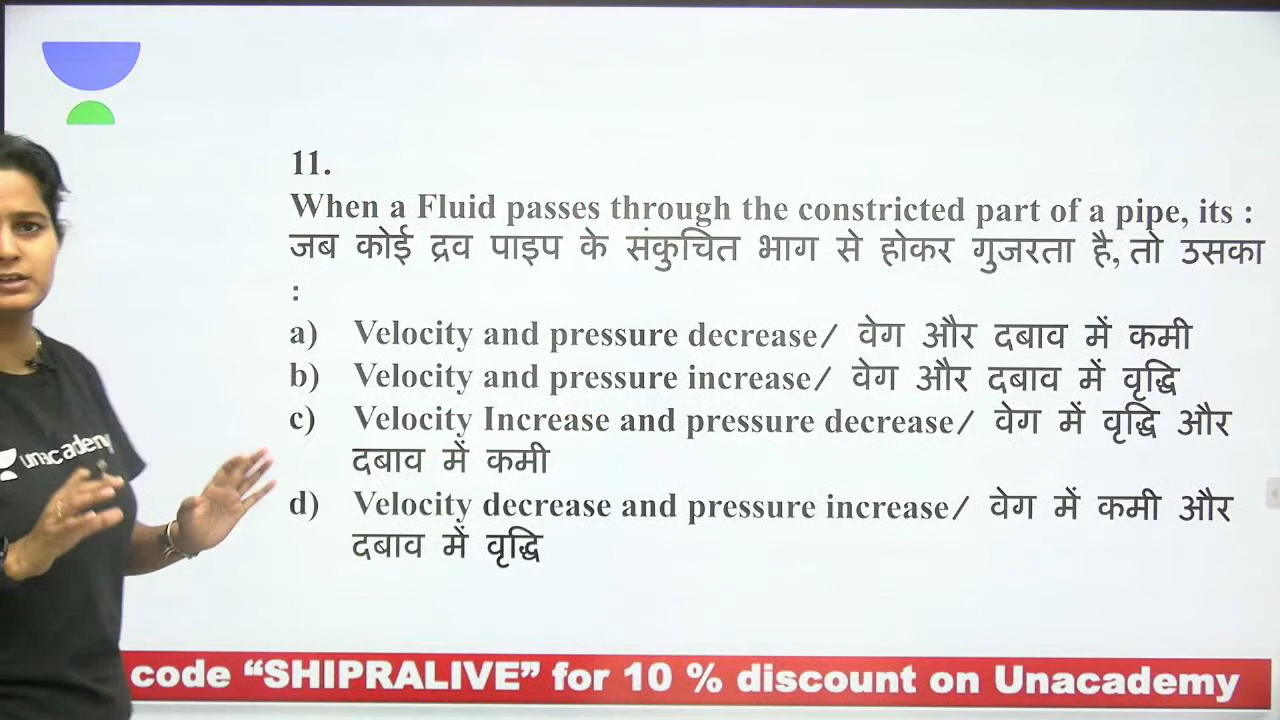 11.
When a Fluid passes through the constricted part of a pipe, its :
जब कोई द्रव पाइप के संकुचित भाग से होकर गुजरता है, तो उसका
:
a) Velocity and pressure decrease/ वेग और दबाव में कमी
b) Velocity and pressure increase/ वेग और दबाव में वृद्धि
c) Velocity Increase and pressure decrease/ वेग में वृद्धि और
दबाव में कमी
d) Velocity decrease and pressure increase/ वेग में कमी और
दबाव में वृद्धि
unacademy
code “SHIPRALIVE” for 10 % discount on Unacademy